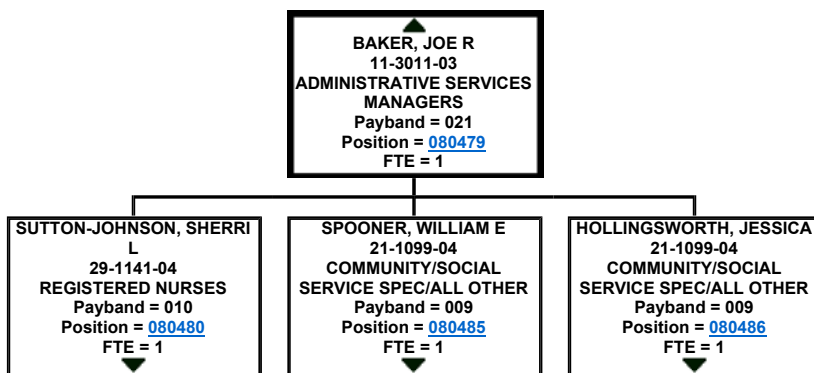 BAKER, JOE R
11-3011-03
ADMINISTRATIVE SERVICES
MANAGERS
Payband = 021
Position = 080479
FTE = 1
SUTTON-JOHNSON, SHERRI
L
29-1141-04
REGISTERED NURSES
Payband = 010
Position = 080480
FTE = 1
SPOONER, WILLIAM E
21-1099-04
COMMUNITY/SOCIAL
SERVICE SPEC/ALL OTHER
Payband = 009
Position = 080485
FTE = 1
HOLLINGSWORTH, JESSICA
21-1099-04
COMMUNITY/SOCIAL
SERVICE SPEC/ALL OTHER
Payband = 009
Position = 080486
FTE = 1